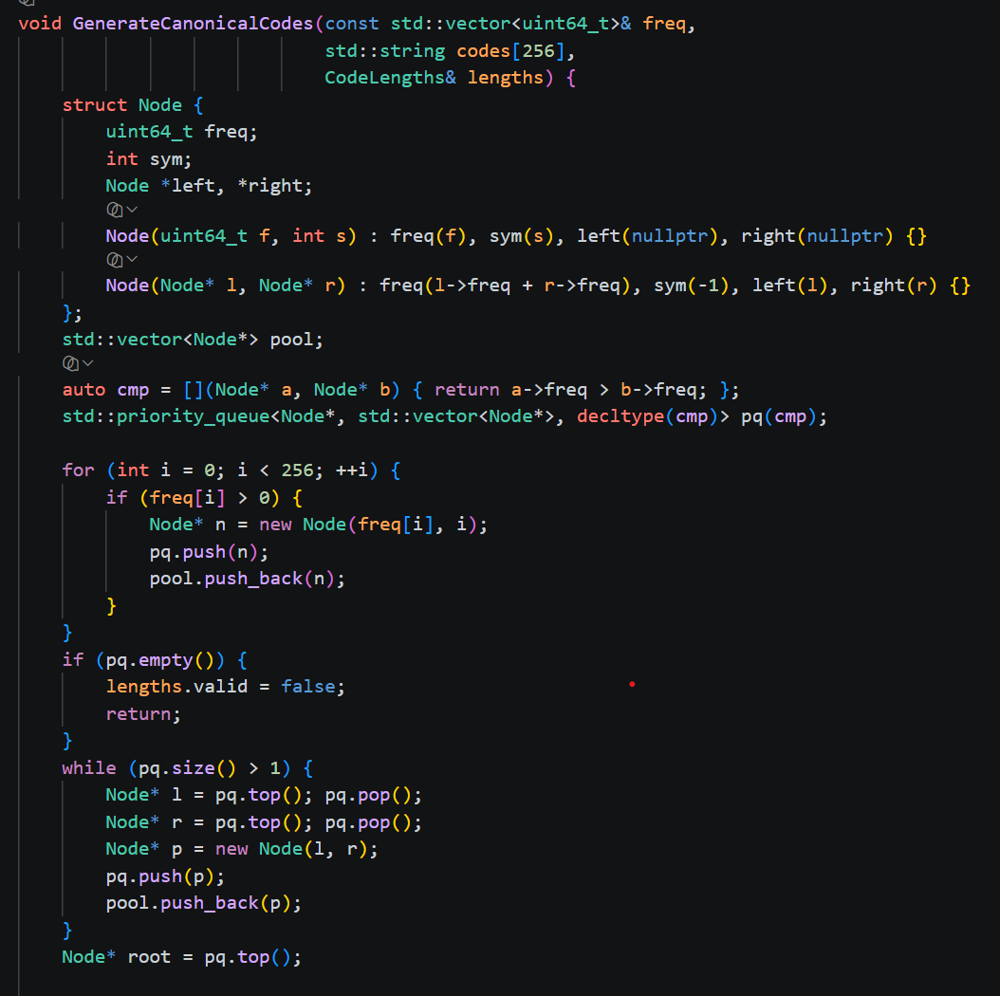 void GenerateCanonicalCodes(const std::vector<uint64_t>& freq,
                            std::string codes[256],
                            CodeLengths& lengths) {
    struct Node {
        uint64_t freq;
        int sym;
        Node *left, *right;
        Node(uint64_t f, int s) : freq(f), sym(s), left(nullptr), right(nullptr) {}
        Node(Node* l, Node* r) : freq(l->freq + r->freq), sym(-1), left(l), right(r) {}
    };
    std::vector<Node*> pool;
    auto cmp = [](Node* a, Node* b) { return a->freq > b->freq; };
    std::priority_queue<Node*, std::vector<Node*>, decltype(cmp)> pq(cmp);
    for (int i = 0; i < 256; ++i) {
        if (freq[i] > 0) {
            Node* n = new Node(freq[i], i);
            pq.push(n);
            pool.push_back(n);
        }
    }
    if (pq.empty()) {
        lengths.valid = false;
        return;
    }
    while (pq.size() > 1) {
        Node* l = pq.top(); pq.pop();
        Node* r = pq.top(); pq.pop();
        Node* p = new Node(l, r);
        pq.push(p);
        pool.push_back(p);
    }
    Node* root = pq.top();